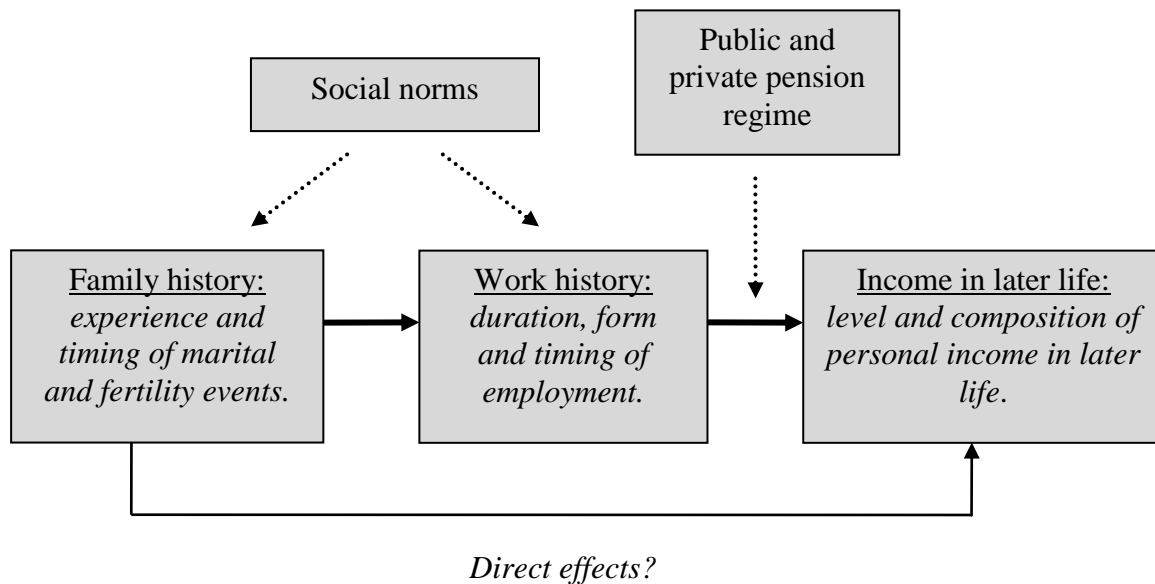 Social norms
Public and
private pension
regime
Family history:
experience and
timing of marital
and fertility events.
Work history:
duration, form
and timing of
employment.
Income in later life:
level and composition of
personal income in later
life.
Direct effects?